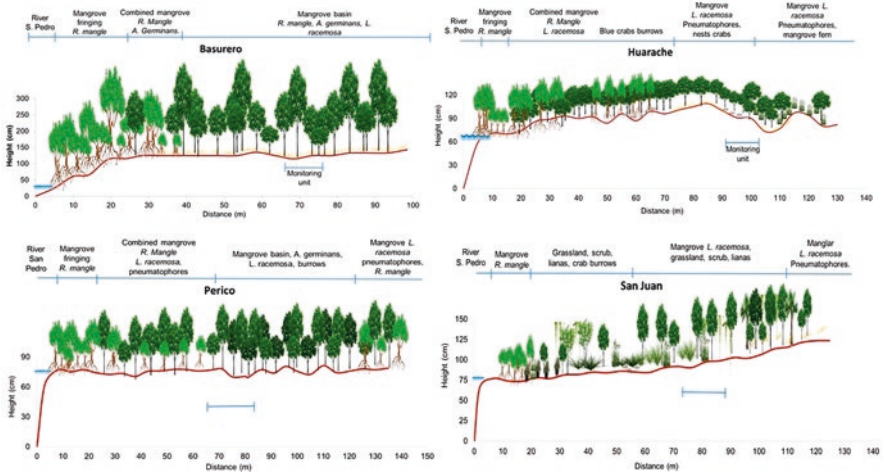 River
S. Pedro
Mangrove
fringing
R. mangle
Combined mangrove
R. Mangle
A. Germinans.
Mangrove basin
R. mangle, A. germinans, L.
racemosa
Basurero
Height (cm)
300
250
200
150
100
50
0
Monitoring
unit
0 10 20 30 40 50 60 70 80 90 100
Distance (m)
River
S. Pedro
Mangrove
fringing
R. mangle
Combined mangrove
R. Mangle
L. racemosa
Blue crabs burrows
Mangrove
L. racemosa
Pneumatophores,
nests crabs
Mangrove L.
racemosa
Pneumatophores,
mangrove fern
Huarache
Height (cm)
120
90
60
30
0
Monitoring
unit
0 10 20 30 40 50 60 70 80 90 100 110 120 130 140
Distance (m)
River
San
Pedro
Mangrove
fringing
R. mangle
Combined mangrove
R. Mangle
L. racemosa,
pneumatophores
Mangrove basin, A. germinans,
L. racemosa, burrows
Mangrove L.
racemosa
pneumatophores,
R. mangle
Perico
Height (cm)
90
60
30
0
0 10 20 30 40 50 60 70 80 90 100 110 120 130 140 150
Distance (m)
River
S. Pedro
Mangrove
R. mangle
Grassland, scrub,
lianas, crab burrows
Mangrove L. racemosa,
grassland, scrub, lianas
Manglar
L. racemosa
Pneumatophores.
San Juan
Height (cm)
150
125
100
75
50
25
0
0 10 20 30 40 50 60 70 80 90 100 110 120 130 140
Distance (m)